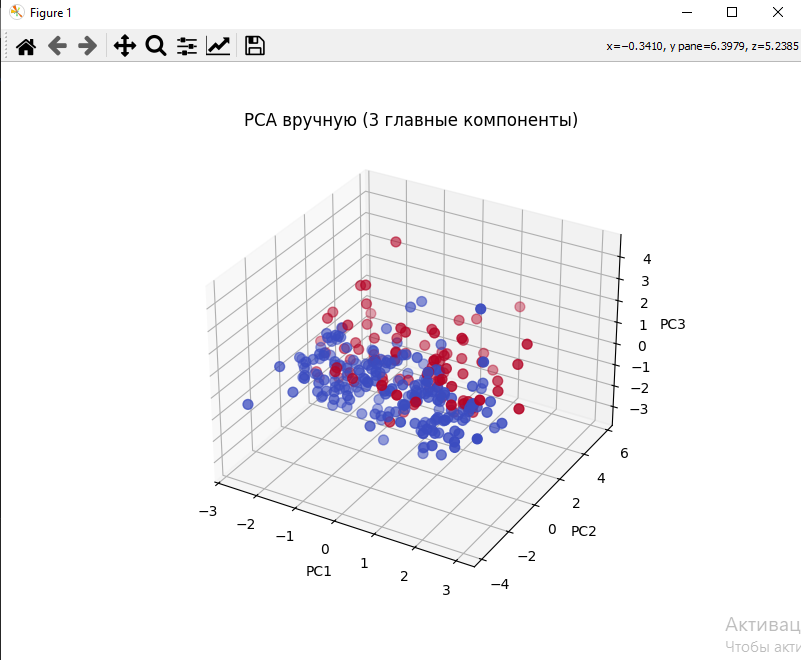 Figure 1
x=−0.3410, y pane=6.3979, z=5.2385
PCA вручную (3 главные компоненты)
4
3
2
1
0
−1
−2
−3
PC3
6
4
2
0
−2
−4
PC2
−3
−2
−1
0
1
2
3
PC1
Активац
Чтобы акти